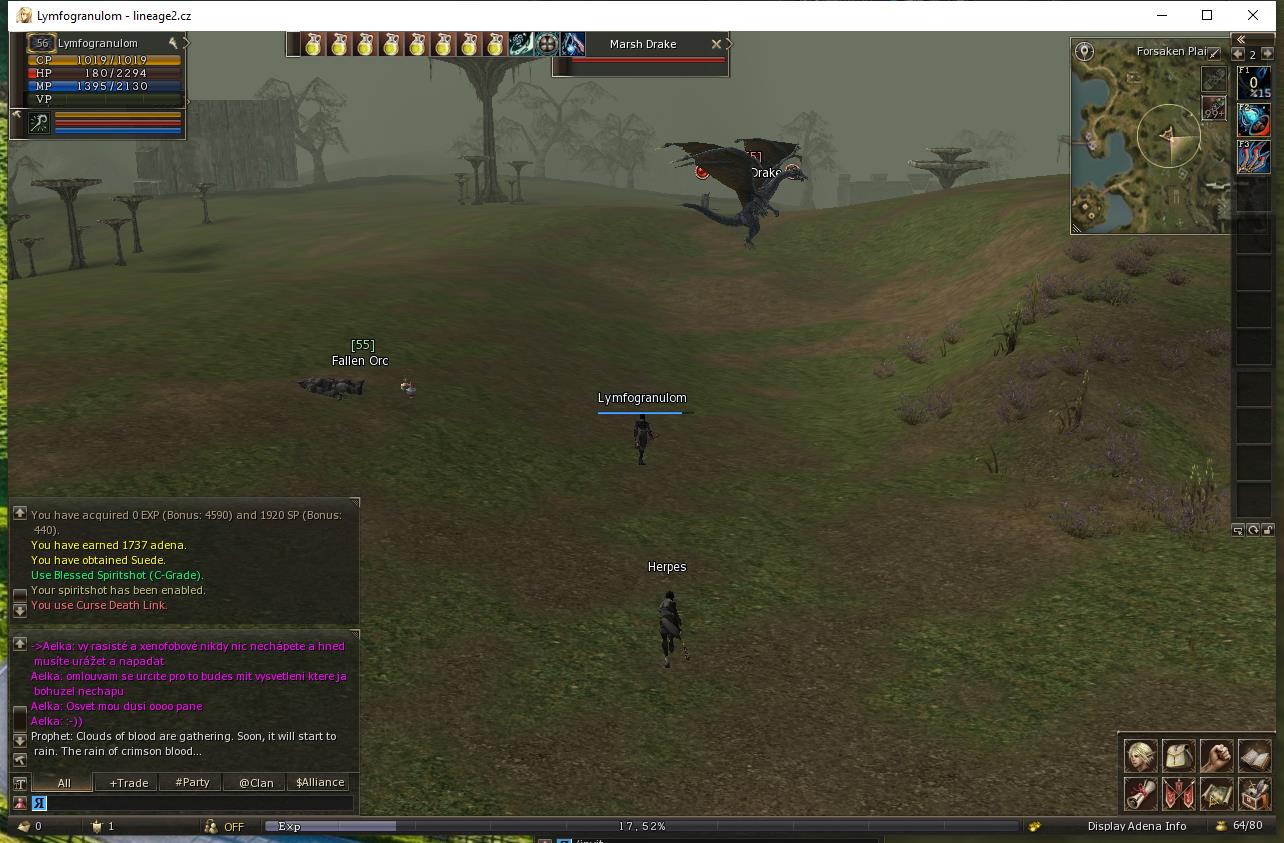 Lymfogranulom - lineage2.cz
56 Lymfogranulom
CP 1019/1019
HP 180/2294
MP 1395/2130
VP
Marsh Drake
Forsaken Plai
2
F1
0
%15
99+
F2
F3
5]
Drake
[55]
Fallen Orc
Lymfogranulom
Herpes
You have acquired 0 EXP (Bonus: 4590) and 1920 SP (Bonus:
440).
You have earned 1737 adena.
You have obtained Suede.
Use Blessed Spiritshot (C-Grade).
Your spiritshot has been enabled.
You use Curse Death Link.
->Aelka: vy rasisté a xenofobové nikdy nic nechápete a hned
musíte urážet a napadat
Aelka: omlouvam se urcite pro to budes mit vysvetleni ktere ja
bohuzel nechapu
Aelka: Osvet mou dusi oooo pane
Aelka: :-))
Prophet: Clouds of blood are gathering. Soon, it will start to
rain. The rain of crimson blood...
All +Trade #Party @Clan $Alliance
0 1 OFF Exp 17,52% Display Adena Info 64/80